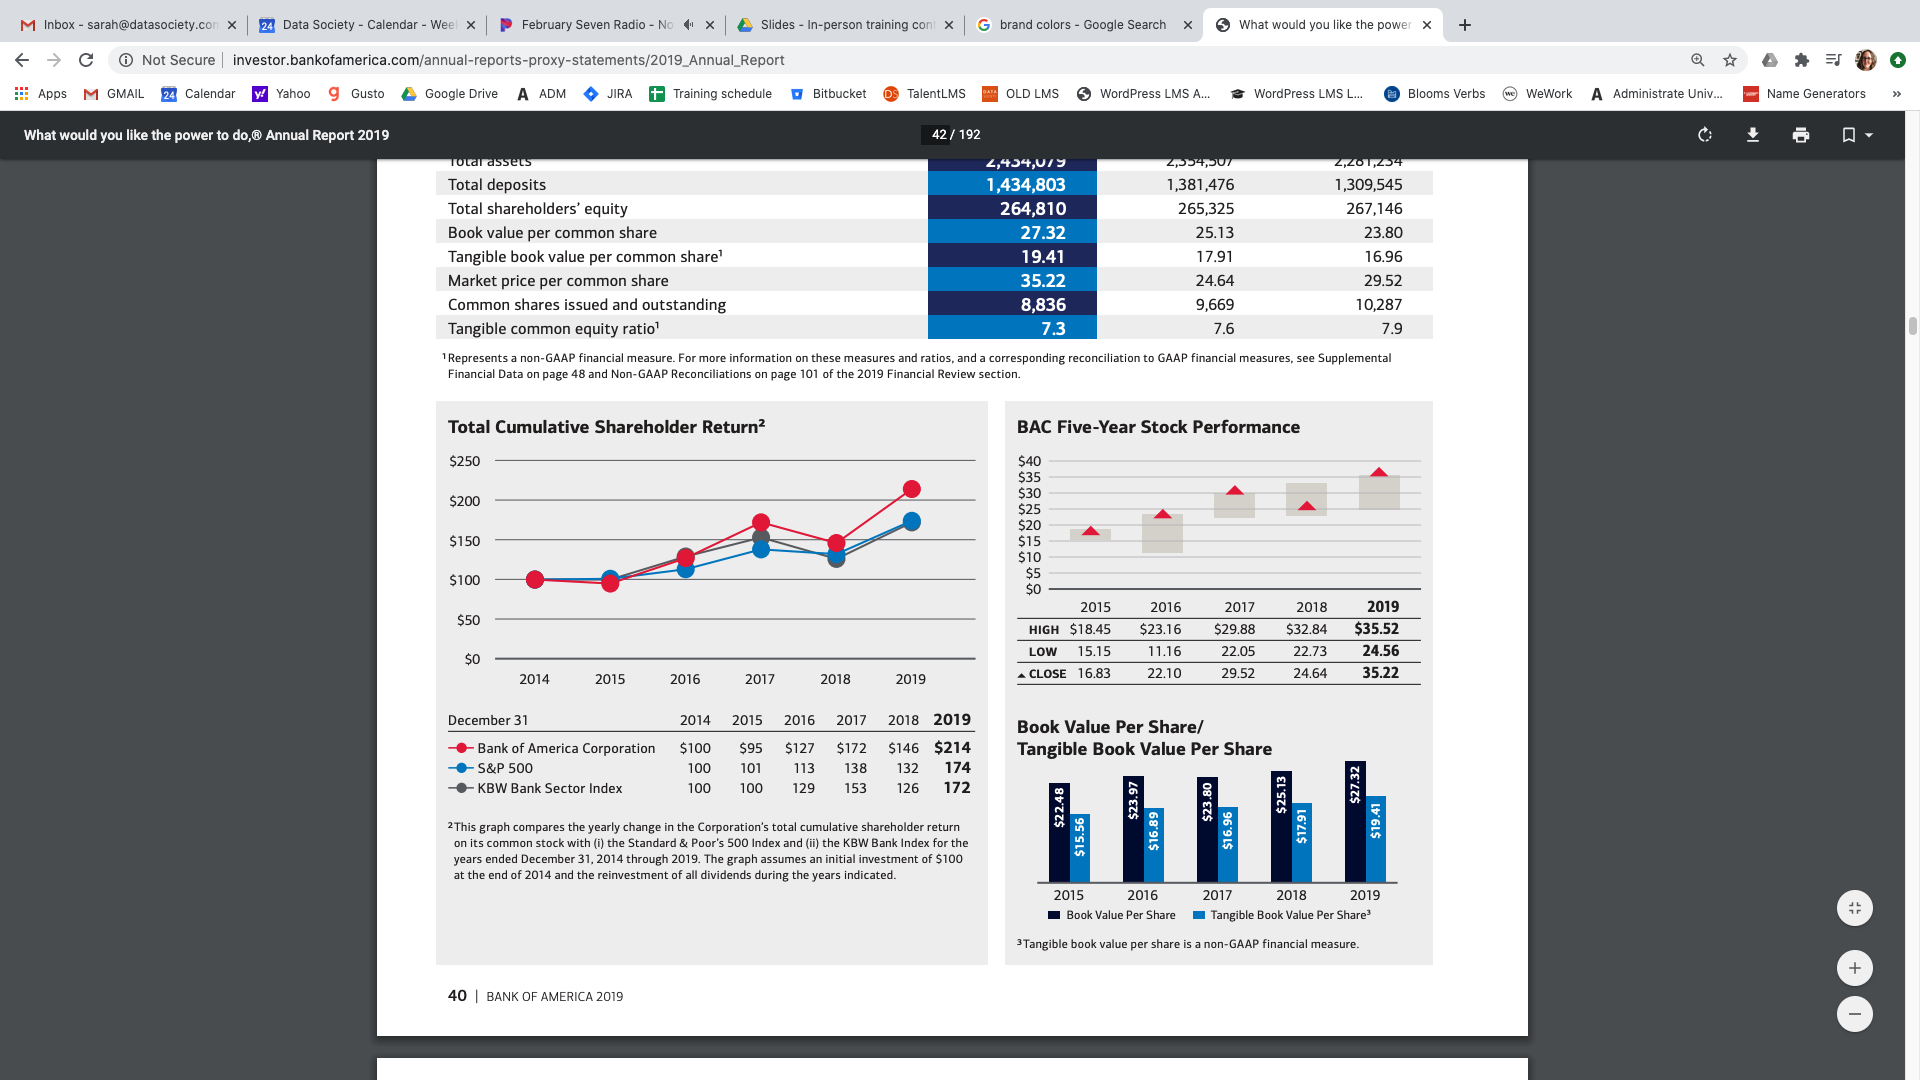 Inbox - sarah@datasociety.con
Data Society - Calendar - Wee
February Seven Radio - No
Slides - In-person training con
brand colors - Google Search
What would you like the power
Not Secure | investor.bankofamerica.com/annual-reports-proxy-statements/2019_Annual_Report
Apps GMAIL Calendar Yahoo Gusto Google Drive ADM JIRA Training schedule Bitbucket TalentLMS OLD LMS WordPress LMS A... WordPress LMS L... Blooms Verbs WeWork Administrate Univ... Name Generators »
What would you like the power to do,® Annual Report 2019 42 / 192
Total assets 2,434,079 2,354,507 2,281,234
Total deposits 1,434,803 1,381,476 1,309,545
Total shareholders’ equity 264,810 265,325 267,146
Book value per common share 27.32 25.13 23.80
Tangible book value per common share¹ 19.41 17.91 16.96
Market price per common share 35.22 24.64 29.52
Common shares issued and outstanding 8,836 9,669 10,287
Tangible common equity ratio¹ 7.3 7.6 7.9
¹ Represents a non-GAAP financial measure. For more information on these measures and ratios, and a corresponding reconciliation to GAAP financial measures, see Supplemental
Financial Data on page 48 and Non-GAAP Reconciliations on page 101 of the 2019 Financial Review section.
Total Cumulative Shareholder Return²
$250
$200
$150
$100
$50
$0
2014 2015 2016 2017 2018 2019
December 31 2014 2015 2016 2017 2018 2019
Bank of America Corporation $100 $95 $127 $172 $146 $214
S&P 500 100 101 113 138 132 174
KBW Bank Sector Index 100 100 129 153 126 172
² This graph compares the yearly change in the Corporation’s total cumulative shareholder return
on its common stock with (i) the Standard & Poor’s 500 Index and (ii) the KBW Bank Index for the
years ended December 31, 2014 through 2019. The graph assumes an initial investment of $100
at the end of 2014 and the reinvestment of all dividends during the years indicated.
BAC Five-Year Stock Performance
$40
$35
$30
$25
$20
$15
$10
$5
$0
2015 2016 2017 2018 2019
HIGH $18.45 $23.16 $29.88 $32.84 $35.52
LOW 15.15 11.16 22.05 22.73 24.56
CLOSE 16.83 22.10 29.52 24.64 35.22
Book Value Per Share/
Tangible Book Value Per Share
$22.48 $15.56 $23.97 $16.89 $23.80 $16.96 $25.13 $17.91 $27.32 $19.41
2015 2016 2017 2018 2019
Book Value Per Share Tangible Book Value Per Share³
³ Tangible book value per share is a non-GAAP financial measure.
40 | BANK OF AMERICA 2019